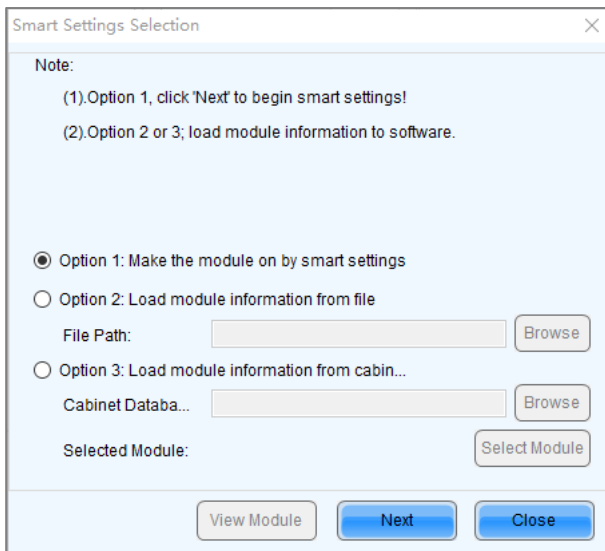 Smart Settings Selection
Note:
(1).Option 1, click 'Next' to begin smart settings!
(2).Option 2 or 3; load module information to software.
Option 1: Make the module on by smart settings
Option 2: Load module information from file
File Path:
Browse
Option 3: Load module information from cabin...
Cabinet Databa...
Browse
Selected Module:
Select Module
View Module
Next
Close